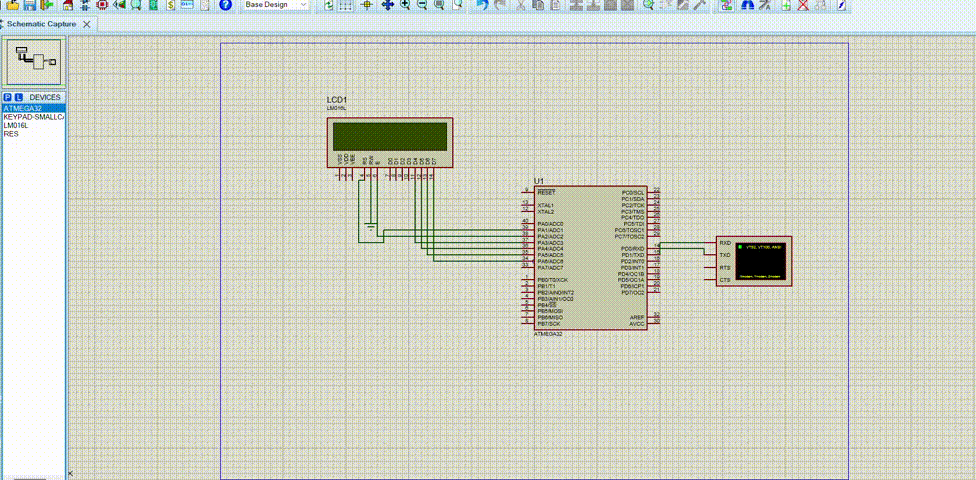 Base Design
Schematic Capture
P L DEVICES
ATMEGA32
KEYPAD-SMALLCA
LM016L
RES
LCD1
LM016L
VSS
VDD
VEE
RS
RW
E
D0
D1
D2
D3
D4
D5
D6
D7
U1
RESET
XTAL1
XTAL2
PA0/ADC0
PA1/ADC1
PA2/ADC2
PA3/ADC3
PA4/ADC4
PA5/ADC5
PA6/ADC6
PA7/ADC7
PB0/T0/XCK
PB1/T1
PB2/AIN0/INT2
PB3/AIN1/OC0
PB4/SS
PB5/MOSI
PB6/MISO
PB7/SCK
PC0/SCL
PC1/SDA
PC2/TCK
PC3/TMS
PC4/TDO
PC5/TDI
PC6/TOSC1
PC7/TOSC2
PD0/RXD
PD1/TXD
PD2/INT0
PD3/INT1
PD4/OC1B
PD5/OC1A
PD6/ICP1
PD7/OC2
AREF
AVCC
ATMEGA32
RXD
TXD
RTS
CTS